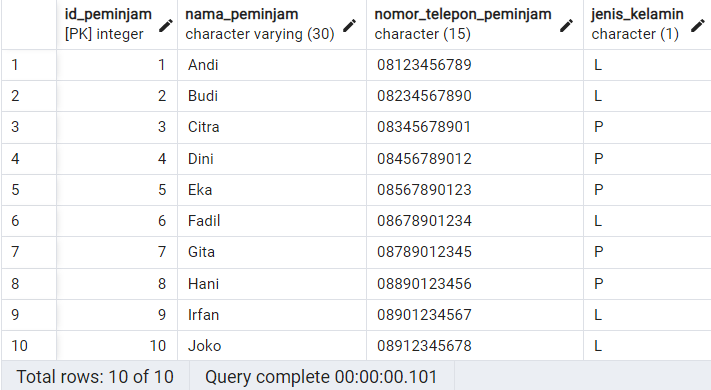 id_peminjam nama_peminjam nomor_telepon_peminjam jenis_kelamin
[PK] integer character varying (30) character (15) character (1)
1 1 Andi 08123456789 L
2 2 Budi 08234567890 L
3 3 Citra 08345678901 P
4 4 Dini 08456789012 P
5 5 Eka 08567890123 P
6 6 Fadil 08678901234 L
7 7 Gita 08789012345 P
8 8 Hani 08890123456 P
9 9 Irfan 08901234567 L
10 10 Joko 08912345678 L
Total rows: 10 of 10 Query complete 00:00:00.101